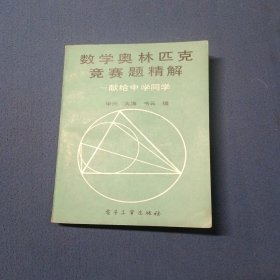 数学奥林匹克
竞赛题精解
—献给中学同学
编
电子工业出版社